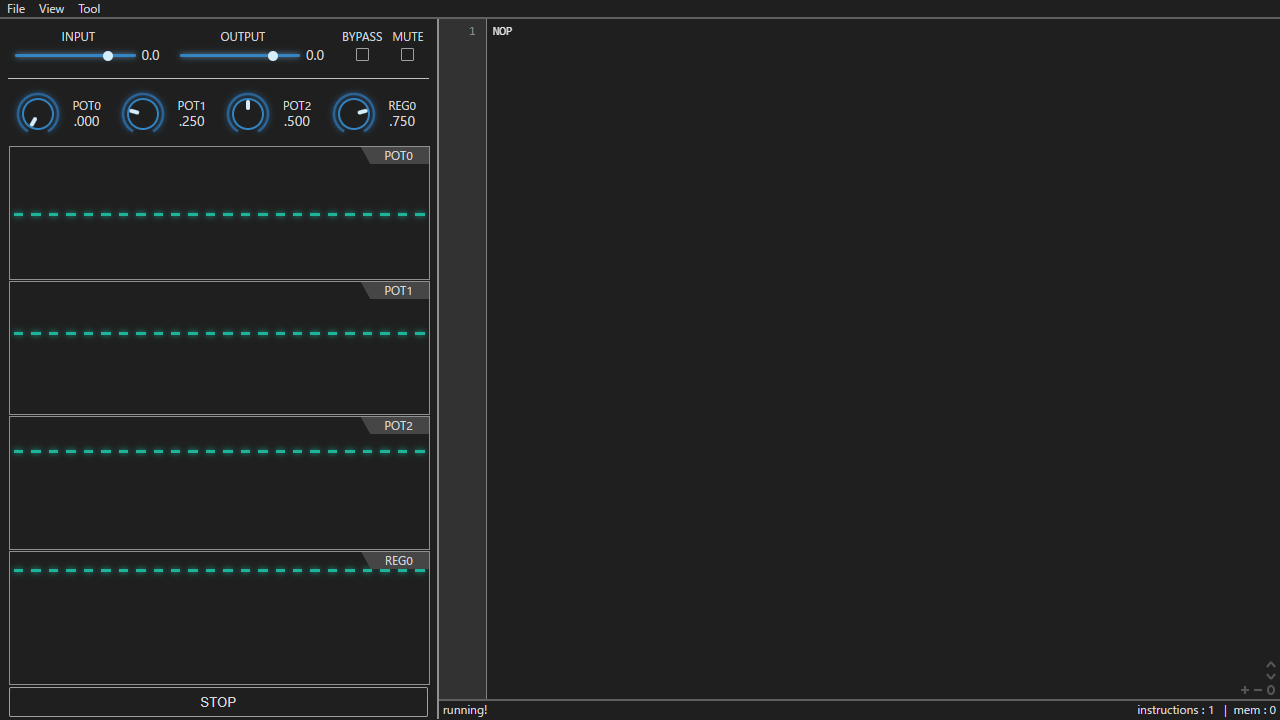 File View Tool
INPUT OUTPUT BYPASS MUTE
0.0 0.0
POT0 POT1 POT2 REG0
.000 .250 .500 .750
POT0
POT1
POT2
REG0
STOP
1 NOP
+ − 0
running! instructions : 1 | mem : 0